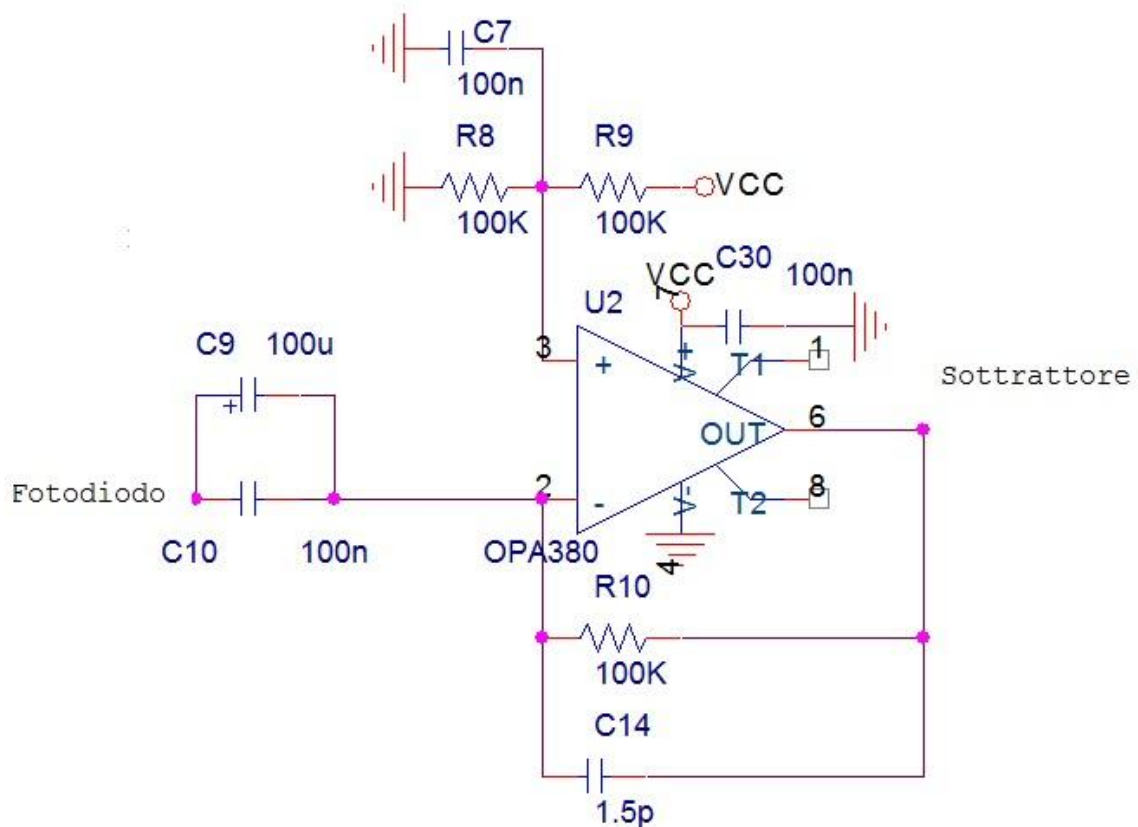 C7
100n
R8
R9
VCC
100K
100K
VCC
C30
100n
U2
C9
100u
3
+
V+
T1
1
Sottrattore
+
OUT
6
Fotodiodo
2
-
V-
T2
8
C10
100n
OPA380
4
R10
100K
C14
1.5p